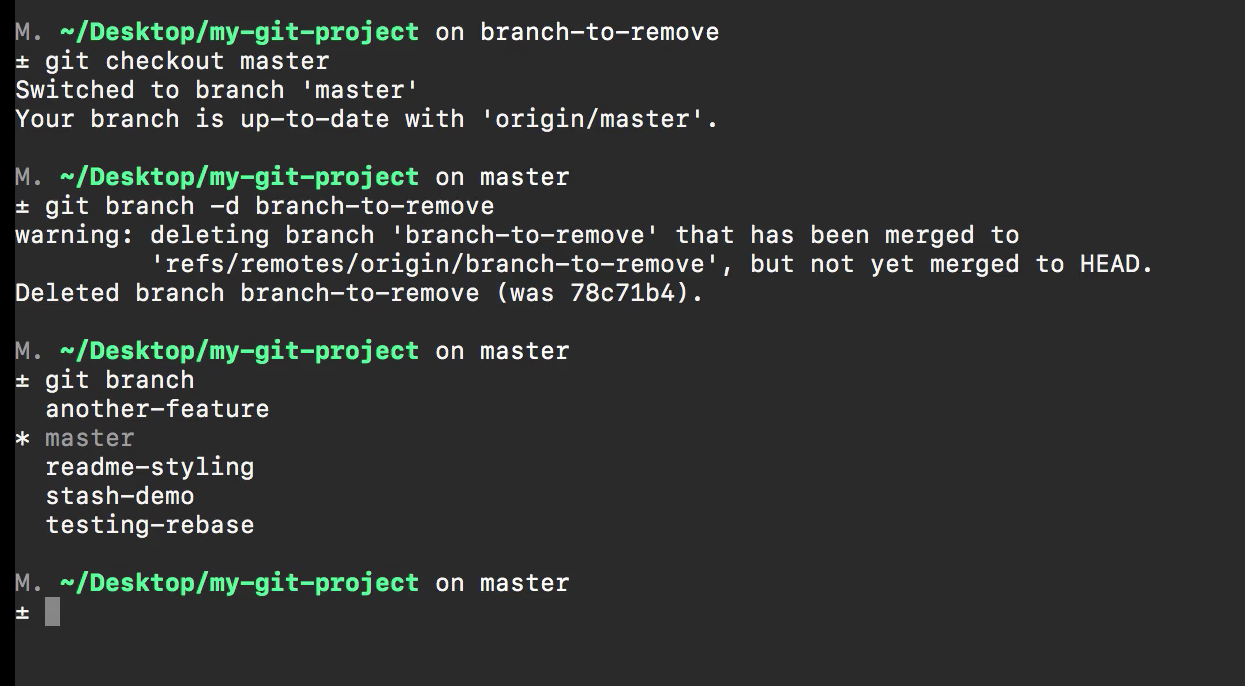 M. ~/Desktop/my-git-project on branch-to-remove
± git checkout master
Switched to branch 'master'
Your branch is up-to-date with 'origin/master'.
M. ~/Desktop/my-git-project on master
± git branch -d branch-to-remove
warning: deleting branch 'branch-to-remove' that has been merged to
         'refs/remotes/origin/branch-to-remove', but not yet merged to HEAD.
Deleted branch branch-to-remove (was 78c71b4).
M. ~/Desktop/my-git-project on master
± git branch
  another-feature
* master
  readme-styling
  stash-demo
  testing-rebase
M. ~/Desktop/my-git-project on master
±